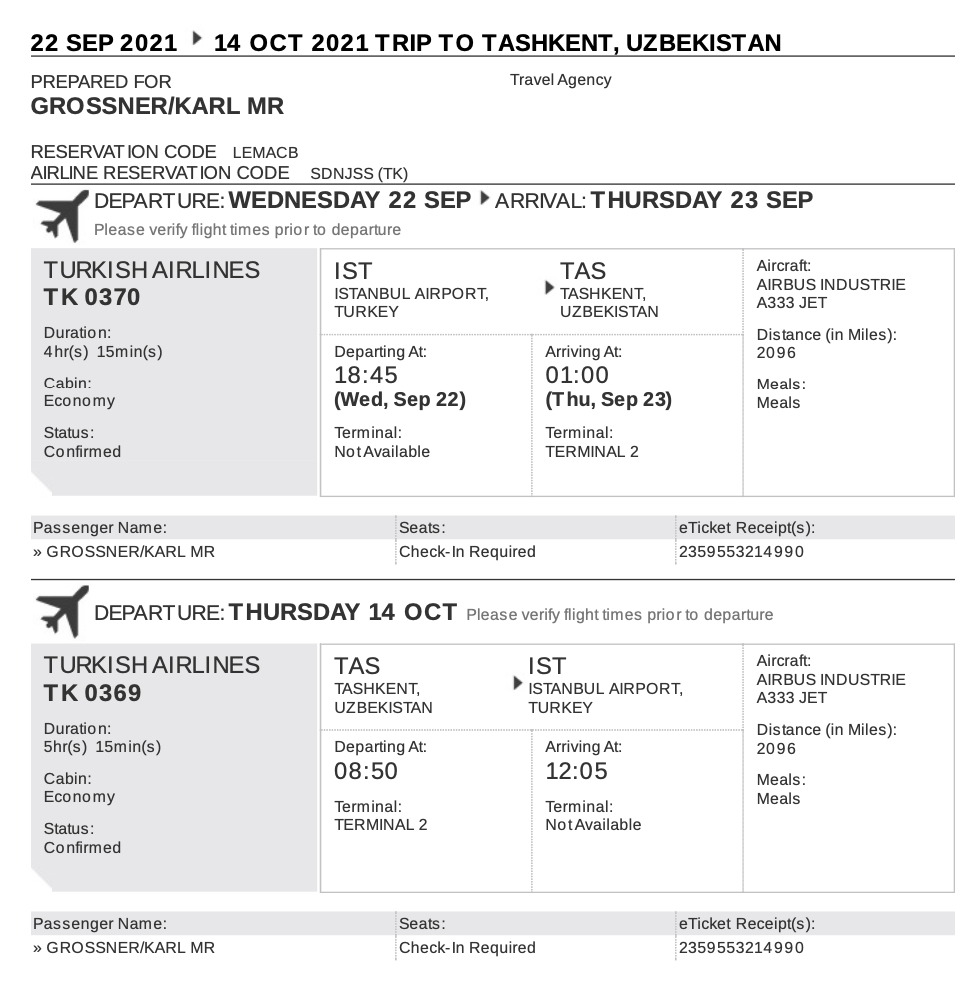 22 SEP 2021 14 OCT 2021 TRIP TO TASHKENT, UZBEKISTAN
PREPARED FOR
GROSSNER/KARL MR
Travel Agency
RESERVATION CODE LEMACB
AIRLINE RESERVATION CODE SDNJSS (TK)
DEPARTURE: WEDNESDAY 22 SEP ARRIVAL: THURSDAY 23 SEP
Please verify flight times prior to departure
TURKISH AIRLINES
TK 0370
Duration:
4hr(s) 15min(s)
Cabin:
Economy
Status:
Confirmed
IST
ISTANBUL AIRPORT,
TURKEY
TAS
TASHKENT,
UZBEKISTAN
Departing At:
18:45
(Wed, Sep 22)
Terminal:
Not Available
Arriving At:
01:00
(Thu, Sep 23)
Terminal:
TERMINAL 2
Aircraft:
AIRBUS INDUSTRIE
A333 JET
Distance (in Miles):
2096
Meals:
Meals
Passenger Name: Seats: eTicket Receipt(s):
» GROSSNER/KARL MR Check-In Required 2359553214990
DEPARTURE: THURSDAY 14 OCT Please verify flight times prior to departure
TURKISH AIRLINES
TK 0369
Duration:
5hr(s) 15min(s)
Cabin:
Economy
Status:
Confirmed
TAS
TASHKENT,
UZBEKISTAN
IST
ISTANBUL AIRPORT,
TURKEY
Departing At:
08:50
Terminal:
TERMINAL 2
Arriving At:
12:05
Terminal:
Not Available
Aircraft:
AIRBUS INDUSTRIE
A333 JET
Distance (in Miles):
2096
Meals:
Meals
Passenger Name: Seats: eTicket Receipt(s):
» GROSSNER/KARL MR Check-In Required 2359553214990